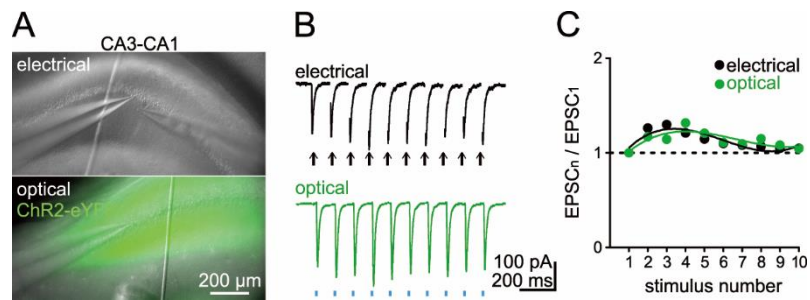 A
CA3-CA1
electrical
optical
ChR2-eYF
200 µm
B
electrical
optical
100 pA
200 ms
C
electrical
optical
EPSCn / EPSC1
2
1
0
1 2 3 4 5 6 7 8 9 10
stimulus number